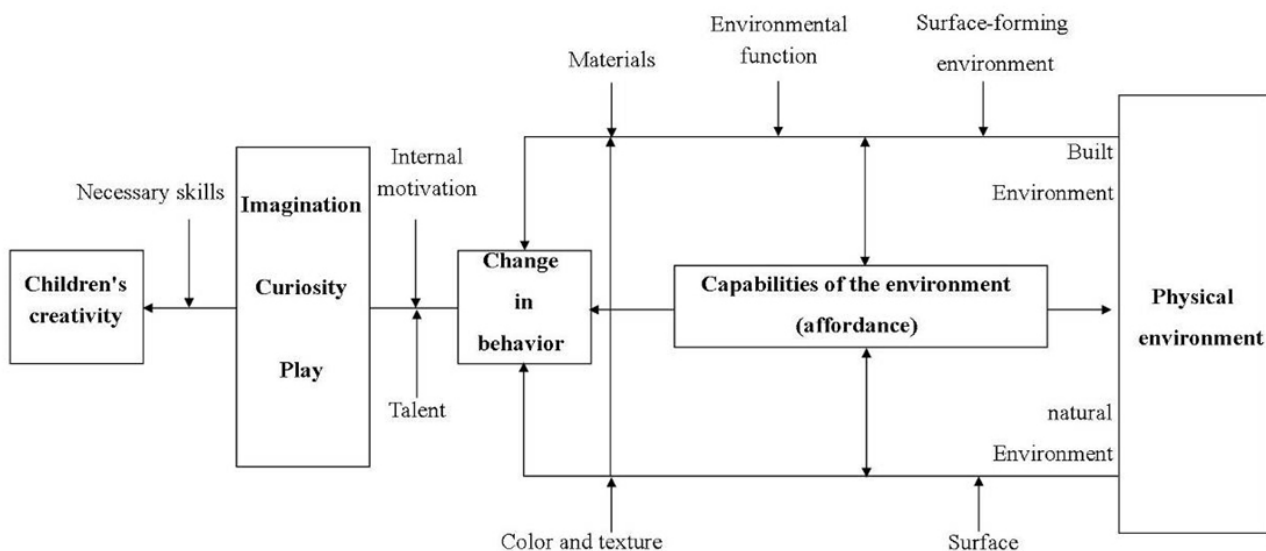 Materials
Environmental
function
Surface-forming
environment
Built
Environment
Necessary skills
Internal
motivation
Imagination
Curiosity
Play
Children's
creativity
Change
in
behavior
Capabilities of the environment
(affordance)
Physical
environment
Talent
natural
Environment
Color and texture
Surface